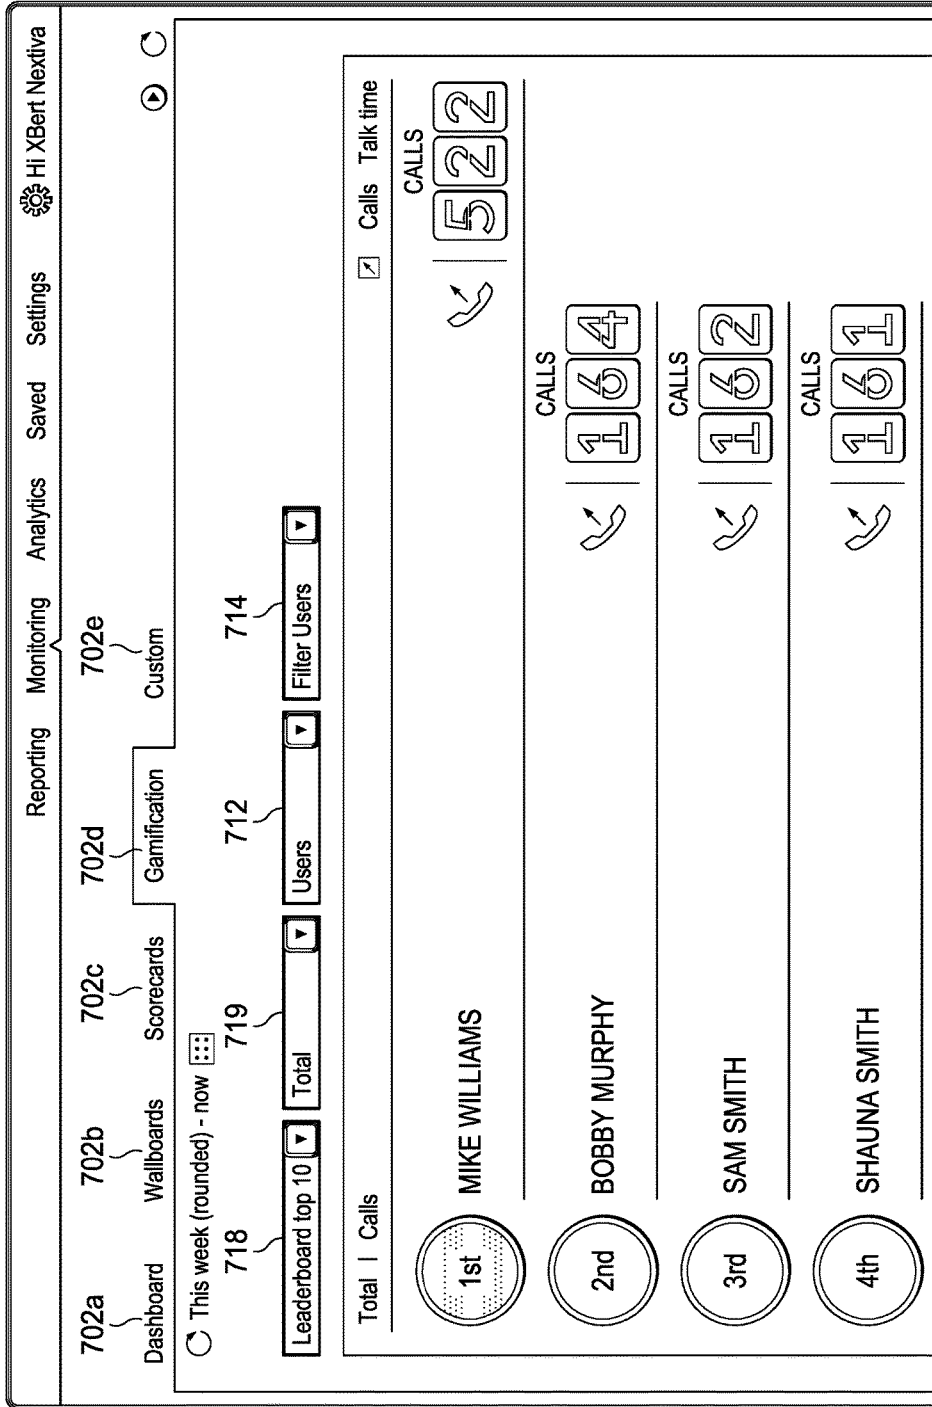 Reporting Monitoring Analytics Saved Settings Hi XBert Nextiva
702a 702b 702c 702d 702e
Dashboard Wallboards Scorecards Gamification Custom
This week (rounded) - now
718 719 712 714
Leaderboard top 10 Total Users Filter Users
Total | Calls Calls Talk time
CALLS
1st MIKE WILLIAMS 522
CALLS
2nd BOBBY MURPHY 164
CALLS
3rd SAM SMITH 162
CALLS
4th SHAUNA SMITH 161